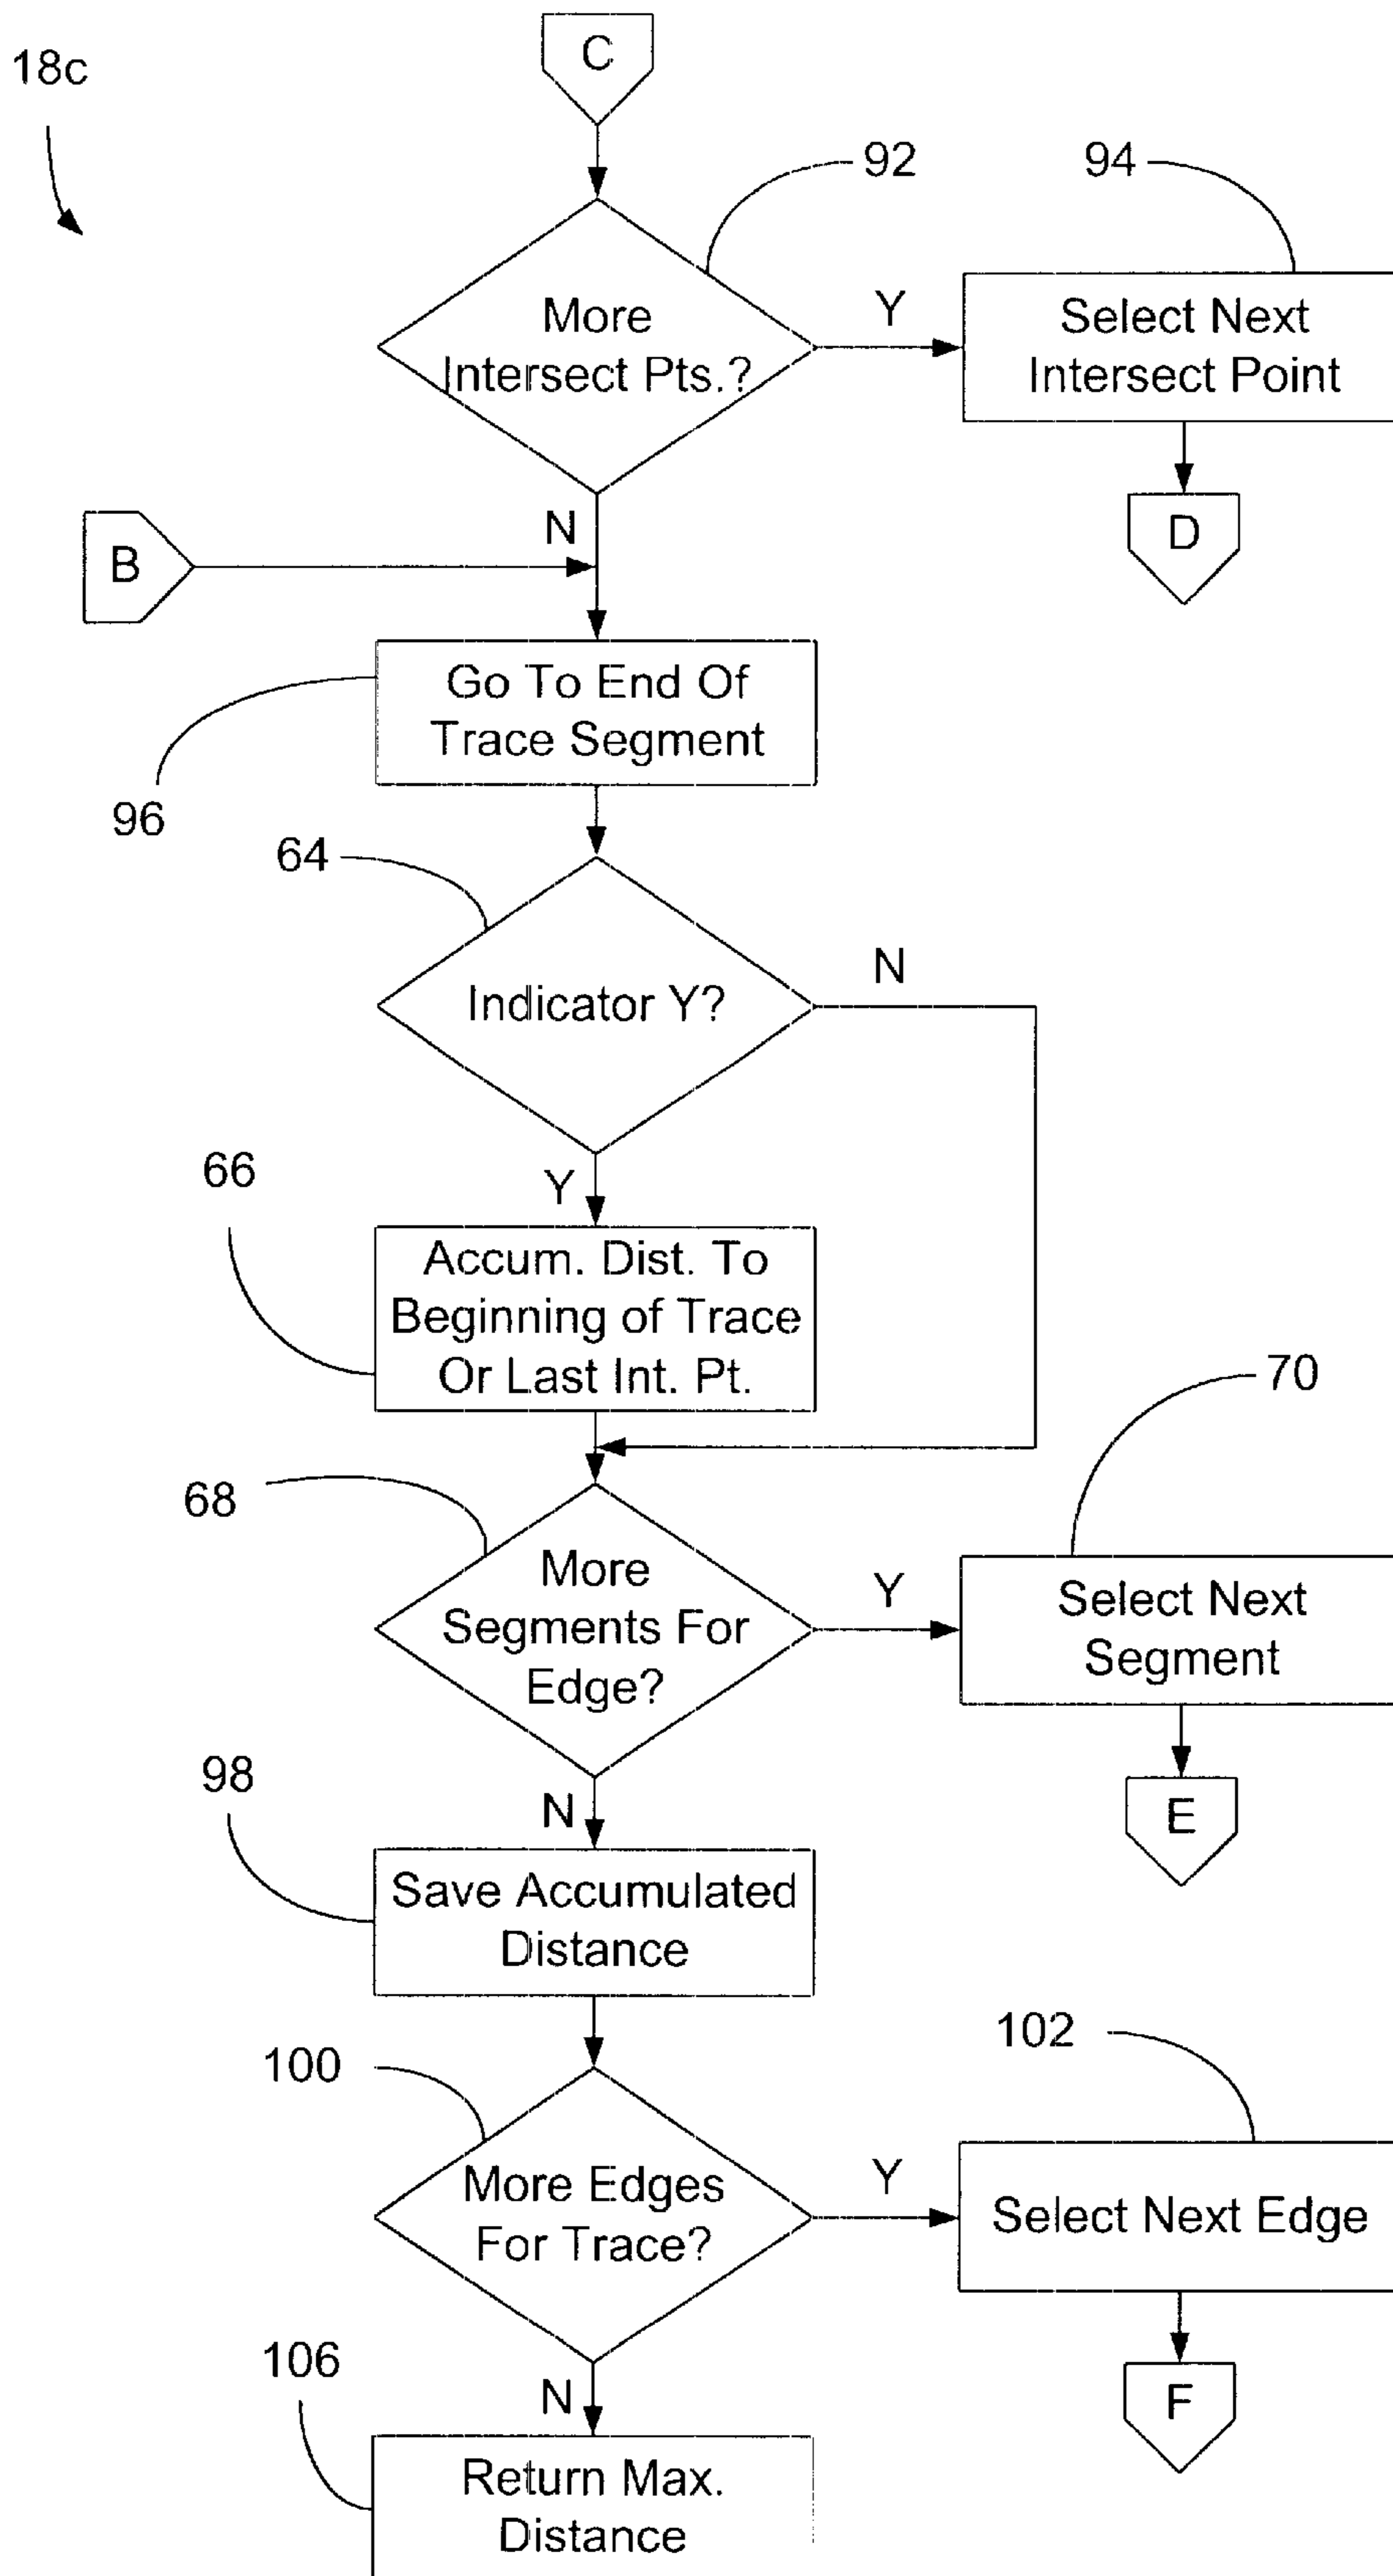 C
18c
92
94
More
Intersect Pts.?
Y
Select Next
Intersect Point
N
D
B
Go To End Of
Trace Segment
96
64
N
Indicator Y?
66
Y
Accum. Dist. To
Beginning of Trace
Or Last Int. Pt.
70
68
More
Segments For
Edge?
Y
Select Next
Segment
98
N
E
Save Accumulated
Distance
102
100
More Edges
For Trace?
Y
Select Next Edge
106
N
F
Return Max.
Distance